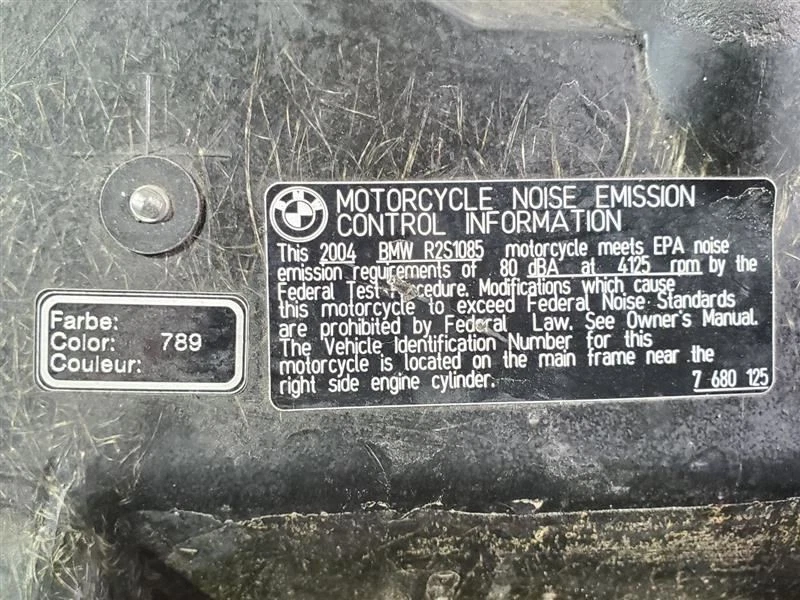 MOTORCYCLE NOISE EMISSION
CONTROL INFORMATION
This 2004 BMW R2S1085 motorcycle meets EPA noise
emission requirements of 80 dBA at 4125 rpm by the
Federal Test Procedure. Modifications which cause
this motorcycle to exceed Federal Noise Standards
are prohibited by Federal Law. See Owner's Manual.
The Vehicle Identification Number for this
motorcycle is located on the main frame near the
right side engine cylinder.
7 680 125
Farbe:
Color: 789
Couleur: